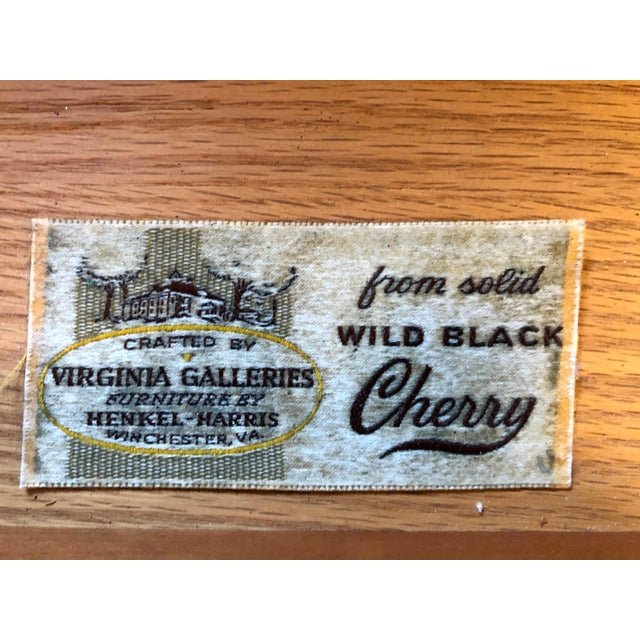 CRAFTED BY
VIRGINIA GALLERIES
FURNITURE BY
HENKEL-HARRIS
WINCHESTER, VA.
from solid
WILD BLACK
Cherry